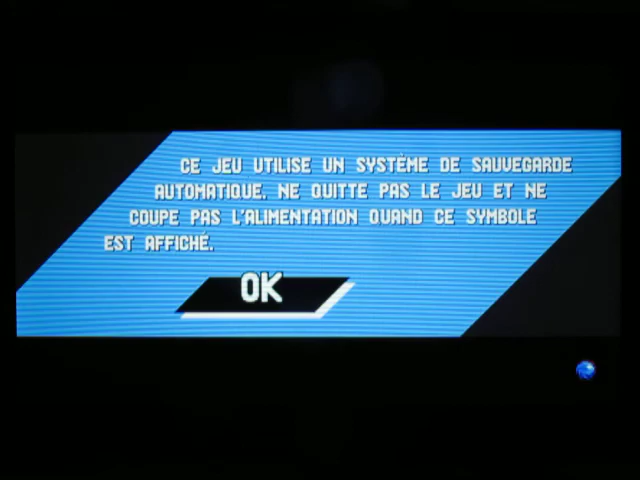 CE JEU UTILISE UN SYSTÈME DE SAUVEGARDE
AUTOMATIQUE. NE QUITTE PAS LE JEU ET NE
COUPE PAS L'ALIMENTATION QUAND CE SYMBOLE
EST AFFICHÉ.
OK